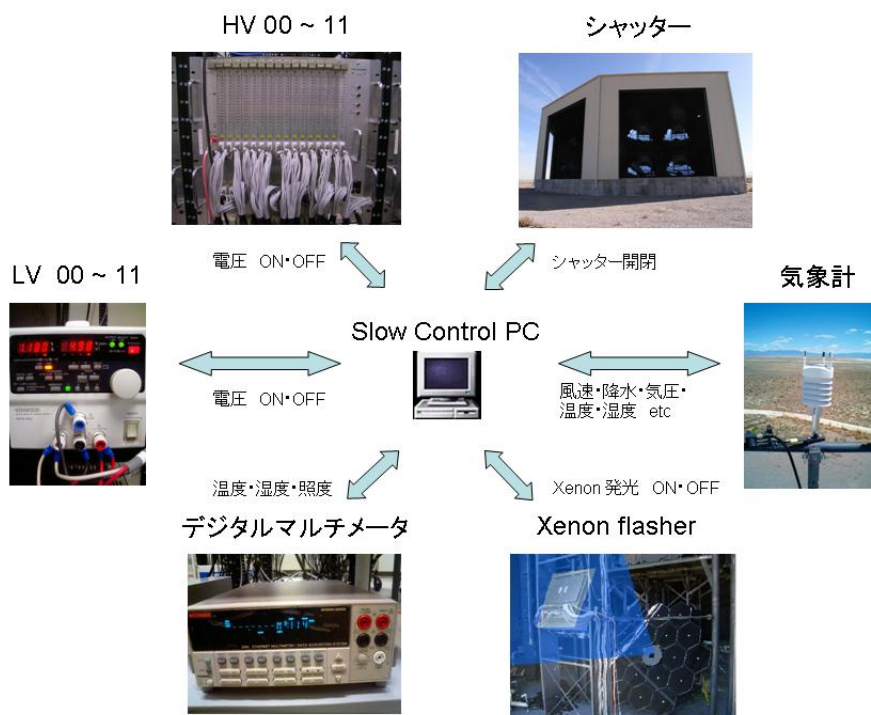 HV 00 ~ 11
シャッター
電圧 ON・OFF
シャッター開閉
LV 00 ~ 11
気象計
Slow Control PC
電圧 ON・OFF
風速・降水・気圧・
温度・湿度 etc
KENWOOD
温度・湿度・照度
Xenon 発光 ON・OFF
デジタルマルチメータ
Xenon flasher